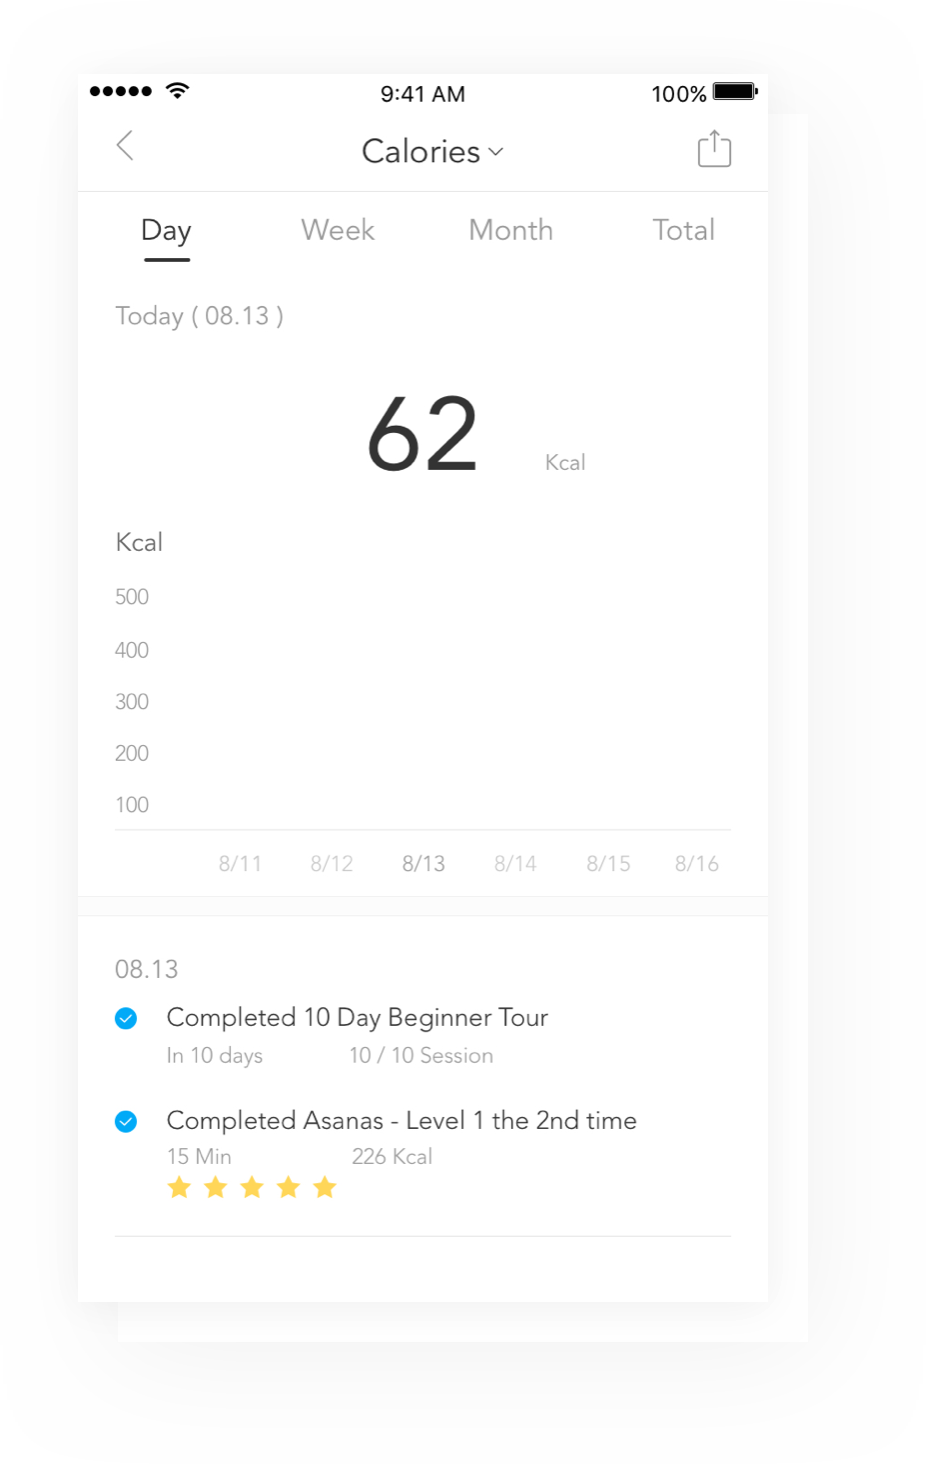 9:41 AM 100%
Calories
Day Week Month Total
Today ( 08.13 )
62 Kcal
Kcal
500
400
300
200
100
8/11 8/12 8/13 8/14 8/15 8/16
08.13
Completed 10 Day Beginner Tour
In 10 days 10 / 10 Session
Completed Asanas - Level 1 the 2nd time
15 Min 226 Kcal